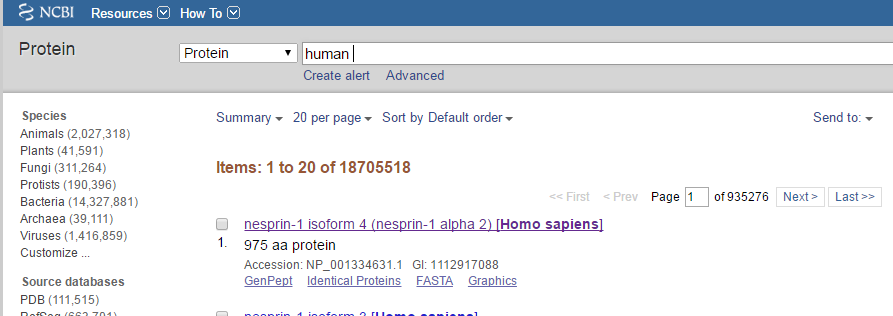 NCBI Resources How To
Protein
Protein human
Create alert Advanced
Species
Animals (2,027,318)
Plants (41,591)
Fungi (311,264)
Protists (190,396)
Bacteria (14,327,881)
Archaea (39,111)
Viruses (1,416,859)
Customize ...
Source databases
PDB (111,515)
RefSeq (663,791)
Summary 20 per page Sort by Default order Send to:
Items: 1 to 20 of 18705518
<< First < Prev Page 1 of 935276 Next > Last >>
nesprin-1 isoform 4 (nesprin-1 alpha 2) [Homo sapiens]
1. 975 aa protein
Accession: NP_001334631.1 GI: 1112917088
GenPept Identical Proteins FASTA Graphics
nesprin-1 isoform 3 [Homo sapiens]